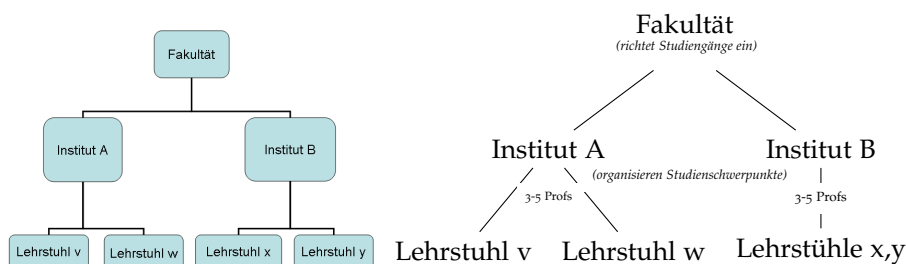 Fakultät
Institut A
Institut B
Lehrstuhl v
Lehrstuhl w
Lehrstuhl x
Lehrstuhl y
Fakultät
(richtet Studiengänge ein)
Institut A
Institut B
(organisieren Studienschwerpunkte)
3-5 Profs
3-5 Profs
Lehrstuhl v
Lehrstuhl w
Lehrstühle x,y